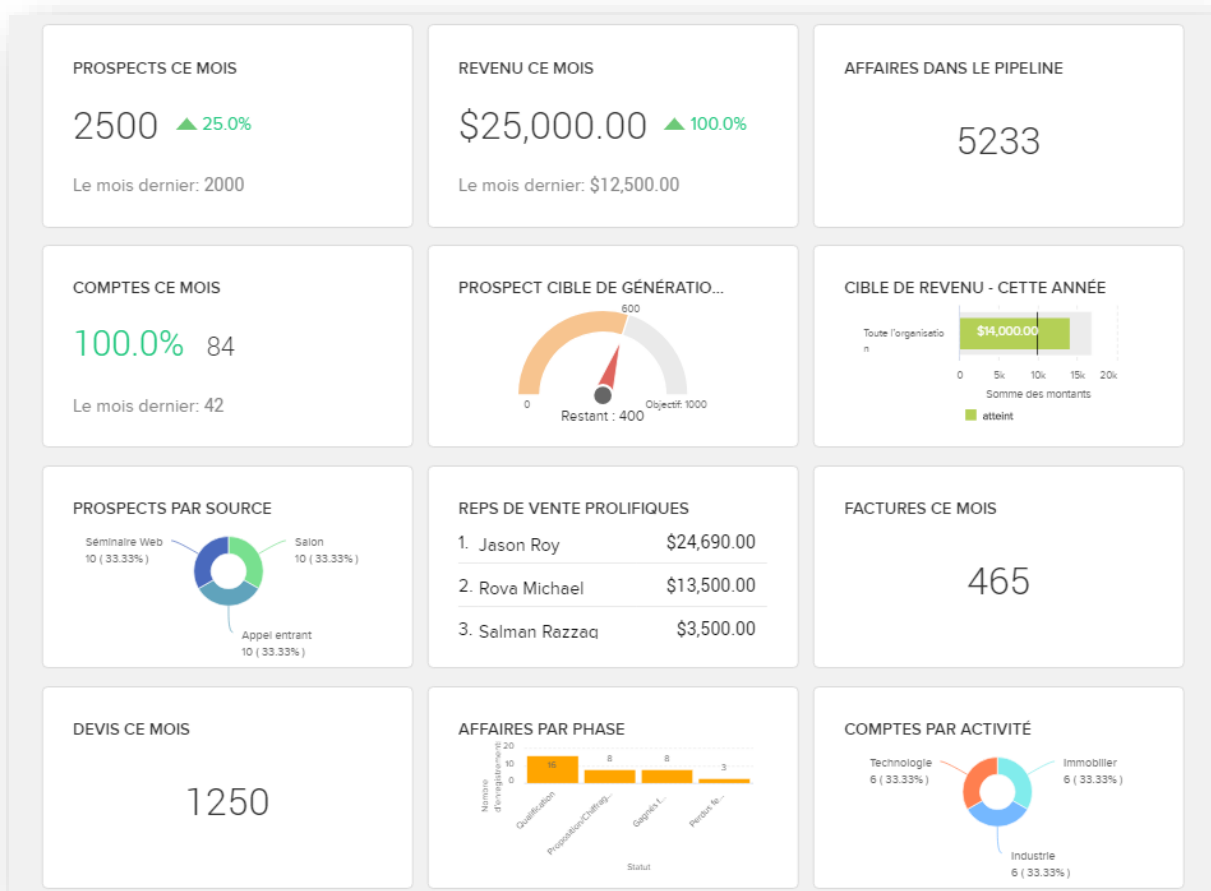 PROSPECTS CE MOIS
2500 25.0%
Le mois dernier: 2000
REVENU CE MOIS
$25,000.00 100.0%
Le mois dernier: $12,500.00
AFFAIRES DANS LE PIPELINE
5233
COMPTES CE MOIS
100.0% 84
Le mois dernier: 42
PROSPECT CIBLE DE GÉNÉRATIO...
600
0
Objectif: 1000
Restant : 400
CIBLE DE REVENU - CETTE ANNÉE
Toute l'organisatio
n
$14,000.00
0 5k 10k 15k 20k
Somme des montants
atteint
PROSPECTS PAR SOURCE
Séminaire Web
10 ( 33.33% )
Salon
10 ( 33.33% )
Appel entrant
10 ( 33.33% )
REPS DE VENTE PROLIFIQUES
1. Jason Roy $24,690.00
2. Rova Michael $13,500.00
3. Salman Razzaq $3,500.00
FACTURES CE MOIS
465
DEVIS CE MOIS
1250
AFFAIRES PAR PHASE
Nombre
d'enregistrements
20
10
0
16
8
8
3
Qualification
Proposition/Chiffrag...
Gagnés f...
Perdus fe...
Statut
COMPTES PAR ACTIVITÉ
Technologie
6 ( 33.33% )
Immobilier
6 ( 33.33% )
Industrie
6 ( 33.33% )